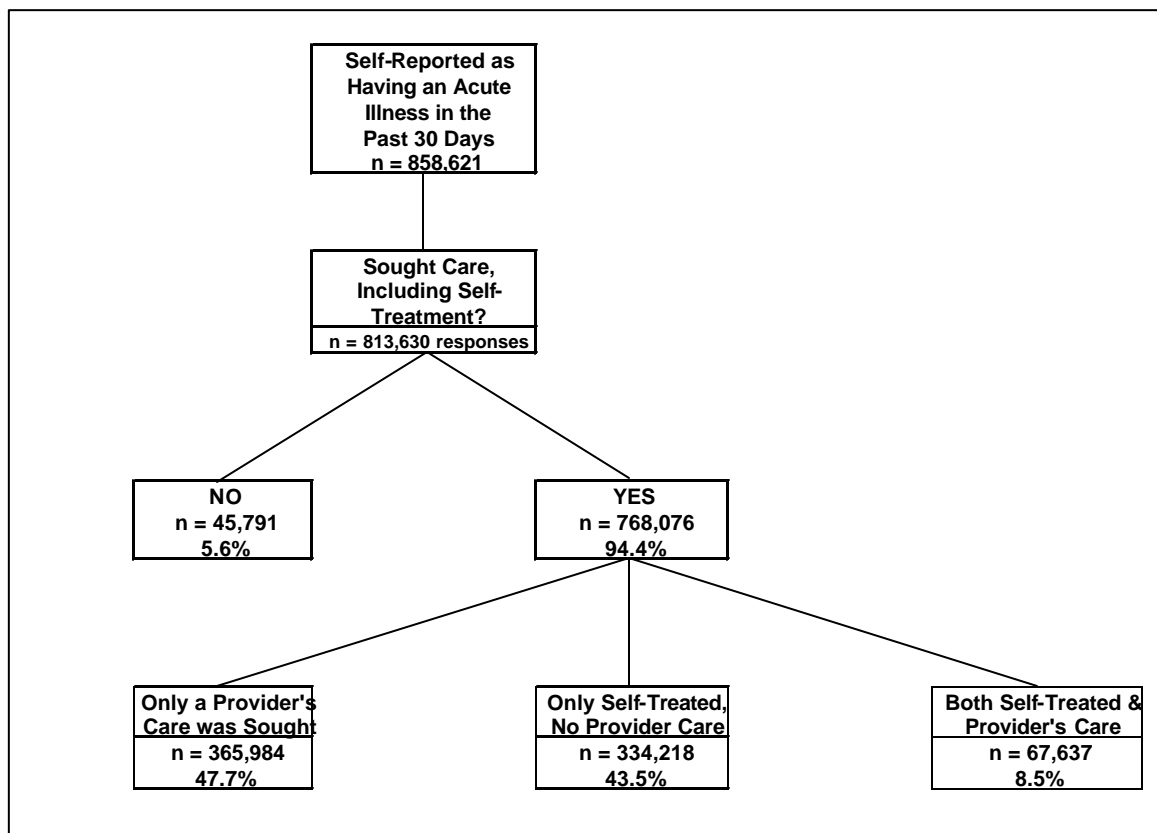 Self-Reported as
Having an Acute
Illness in the
Past 30 Days
n = 858,621
Sought Care,
Including Self-
Treatment?
n = 813,630 responses
NO
n = 45,791
5.6%
YES
n = 768,076
94.4%
Only a Provider's
Care was Sought
n = 365,984
47.7%
Only Self-Treated,
No Provider Care
n = 334,218
43.5%
Both Self-Treated &
Provider's Care
n = 67,637
8.5%